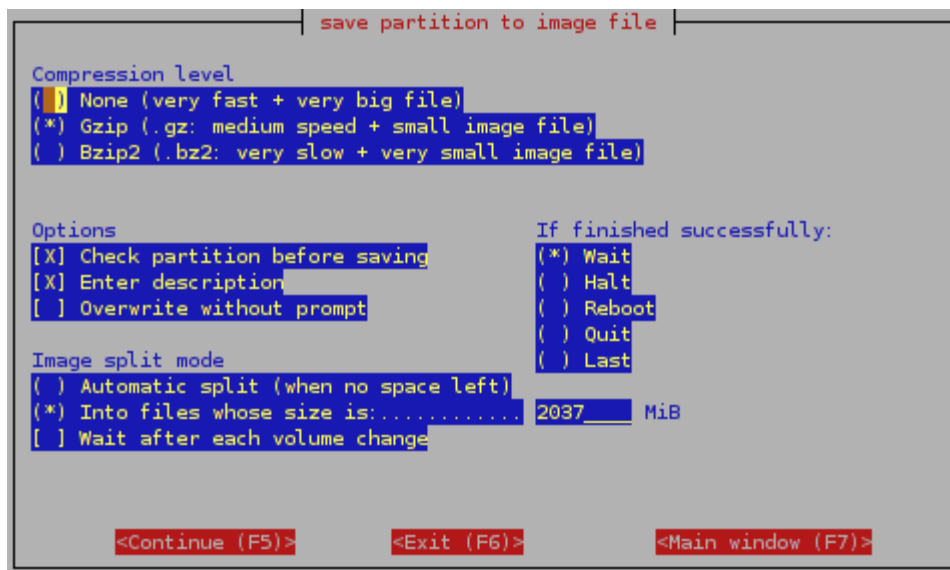 save partition to image file
Compression level
( ) None (very fast + very big file)
(*) Gzip (.gz: medium speed + small image file)
( ) Bzip2 (.bz2: very slow + very small image file)
Options
[X] Check partition before saving
[X] Enter description
[ ] Overwrite without prompt
If finished successfully:
(*) Wait
( ) Halt
( ) Reboot
( ) Quit
( ) Last
Image split mode
( ) Automatic split (when no space left)
(*) Into files whose size is:............ 2037____ MiB
[ ] Wait after each volume change
<Continue (F5)> <Exit (F6)> <Main window (F7)>